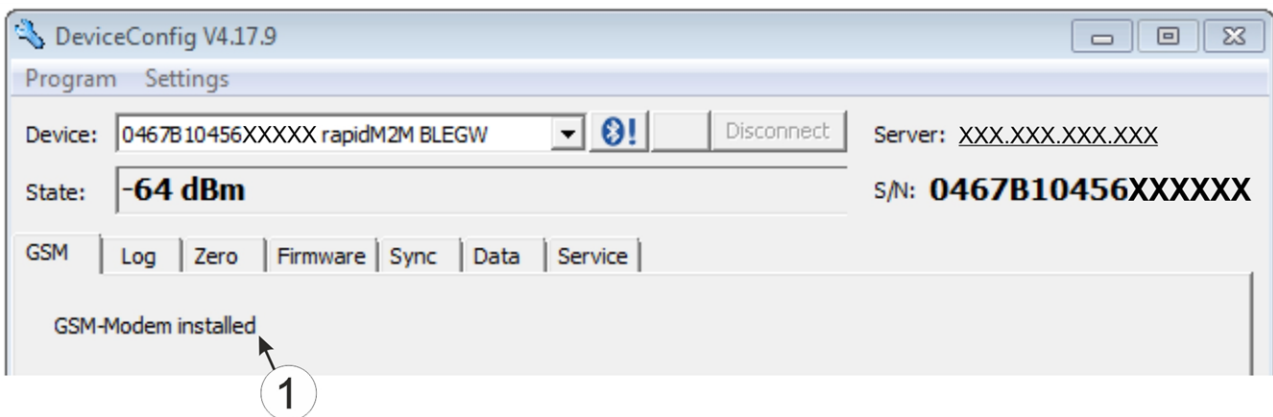 DeviceConfig V4.17.9
Program Settings
Device: 0467B10456XXXXX rapidM2M BLEGW ! Disconnect Server: XXX.XXX.XXX.XXX
State: -64 dBm S/N: 0467B10456XXXXXX
GSM Log Zero Firmware Sync Data Service
GSM-Modem installed
1